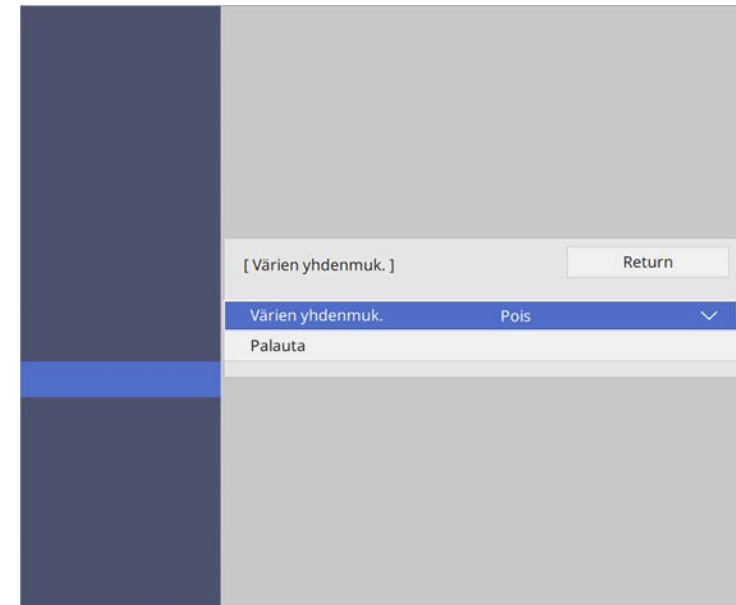 [ Värien yhdenmuk. ] Return
Värien yhdenmuk. Pois
Palauta